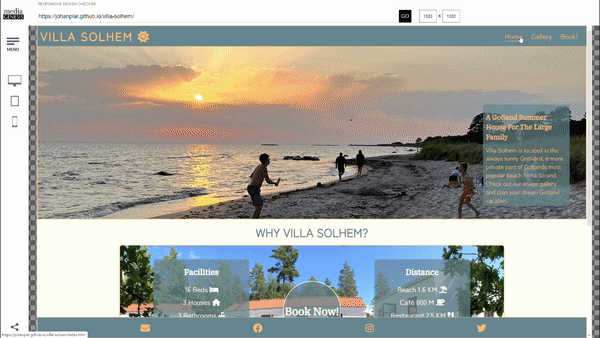 RESPONSIVE DESIGN CHECKER
media
GENESIS
https://johanpiar.github.io/villa-solhem/
GO
1520 x 1080
MENU
VILLA SOLHEM
Home Gallery Book!
A Gotland Summer
House For The Large
Family
Villa Solhem is located in the
always sunny Gnisvärd, a more
private part of Gotlands most
popular beach Tofta Strand.
Check out our image gallery
and plan your dream Gotland
vacation.
WHY VILLA SOLHEM?
Facilities
16 Beds
3 Houses
3 Bathrooms
Book Now!
Distance
Beach 1.6 KM
Café 800 M
Restaurant 2.5 KM
https://johanpiar.github.io/villa-solhem/index.html